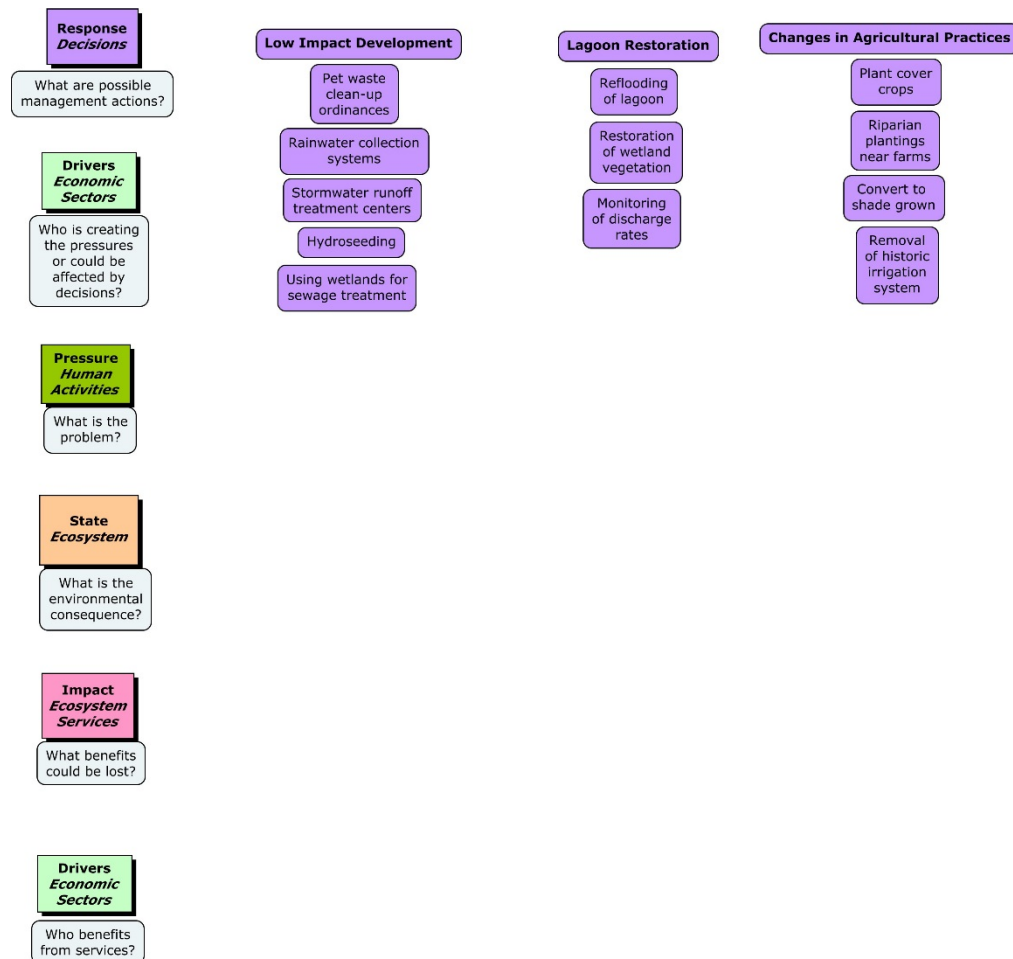 Response
Decisions
What are possible
management actions?
Low Impact Development
Pet waste
clean-up
ordinances
Rainwater collection
systems
Stormwater runoff
treatment centers
Hydroseeding
Using wetlands for
sewage treatment
Lagoon Restoration
Reflooding
of lagoon
Restoration
of wetland
vegetation
Monitoring
of discharge
rates
Changes in Agricultural Practices
Plant cover
crops
Riparian
plantings
near farms
Convert to
shade grown
Removal
of historic
irrigation
system
Drivers
Economic
Sectors
Who is creating
the pressures
or could be
affected by
decisions?
Pressure
Human
Activities
What is the
problem?
State
Ecosystem
What is the
environmental
consequence?
Impact
Ecosystem
Services
What benefits
could be lost?
Drivers
Economic
Sectors
Who benefits
from services?